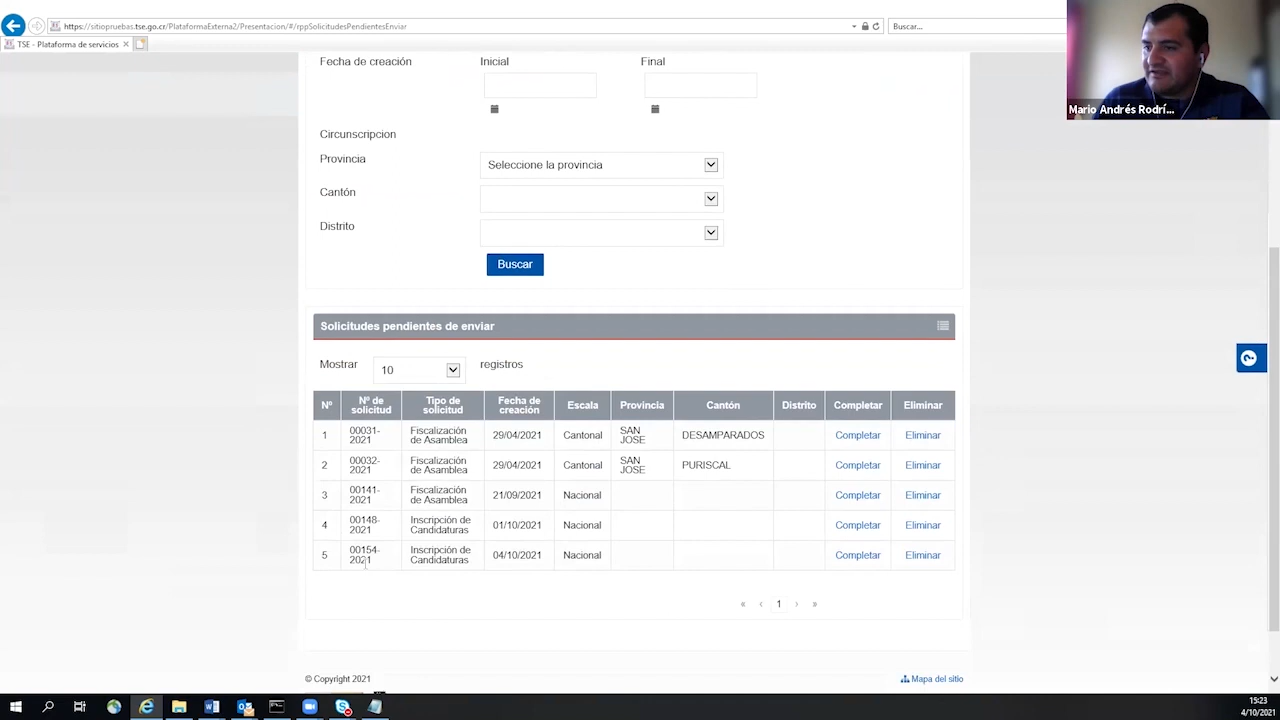 https://sitiopruebas.tse.go.cr/PlataformaExterna2/Presentacion/#/rppSolicitudesPendientesEnviar
Buscar...
TSE - Plataforma de servicios
Mario Andrés Rodrí...
Fecha de creación Inicial Final
Circunscripcion
Provincia Seleccione la provincia
Cantón
Distrito
Buscar
Solicitudes pendientes de enviar
Mostrar 10 registros
Nº Nº de solicitud Tipo de solicitud Fecha de creación Escala Provincia Cantón Distrito Completar Eliminar
1 00031-2021 Fiscalización de Asamblea 29/04/2021 Cantonal SAN JOSE DESAMPARADOS Completar Eliminar
2 00032-2021 Fiscalización de Asamblea 29/04/2021 Cantonal SAN JOSE PURISCAL Completar Eliminar
3 00141-2021 Fiscalización de Asamblea 21/09/2021 Nacional Completar Eliminar
4 00148-2021 Inscripción de Candidaturas 01/10/2021 Nacional Completar Eliminar
5 00154-2021 Inscripción de Candidaturas 04/10/2021 Nacional Completar Eliminar
« ‹ 1 › »
© Copyright 2021 Mapa del sitio
15:23
4/10/2021